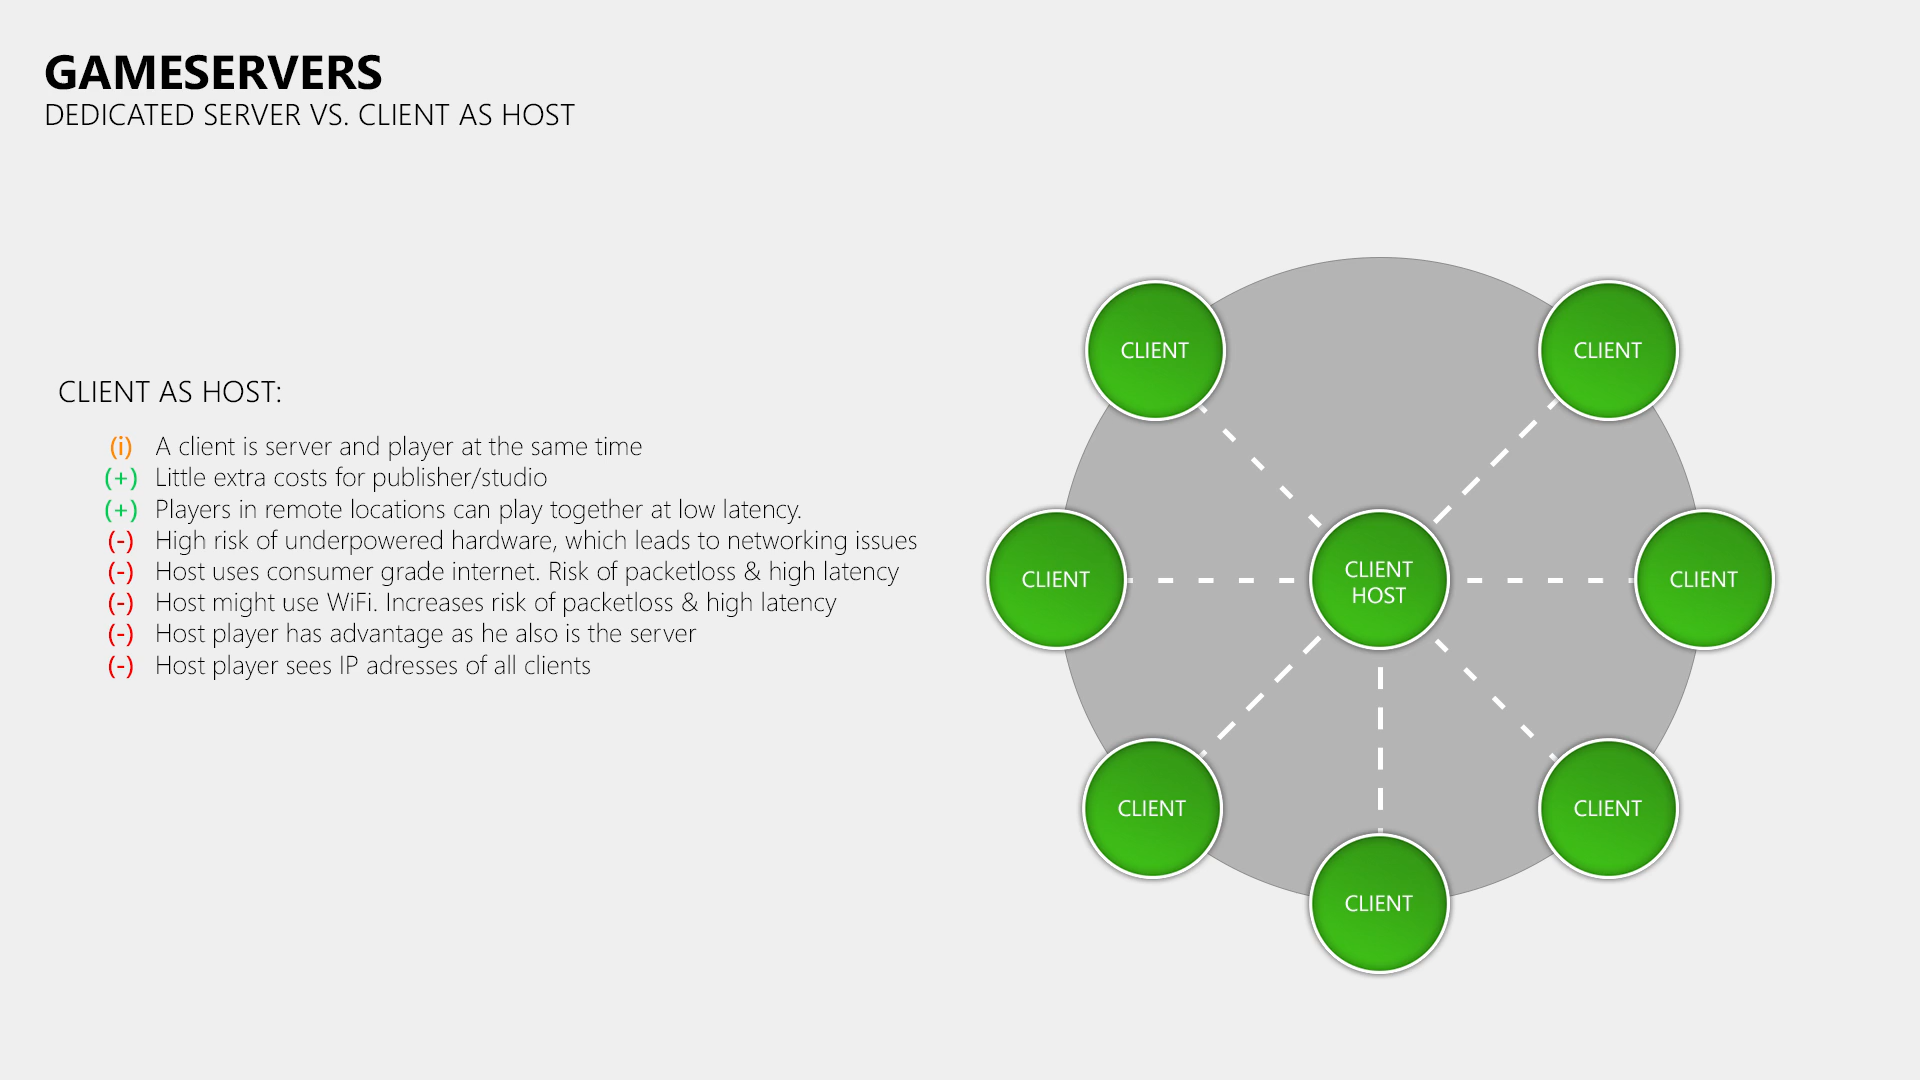 GAMESERVERS
DEDICATED SERVER VS. CLIENT AS HOST
CLIENT AS HOST:
(i) A client is server and player at the same time
(+) Little extra costs for publisher/studio
(+) Players in remote locations can play together at low latency.
(-) High risk of underpowered hardware, which leads to networking issues
(-) Host uses consumer grade internet. Risk of packetloss & high latency
(-) Host might use WiFi. Increases risk of packetloss & high latency
(-) Host player has advantage as he also is the server
(-) Host player sees IP adresses of all clients
CLIENT
CLIENT
CLIENT
CLIENT
HOST
CLIENT
CLIENT
CLIENT
CLIENT